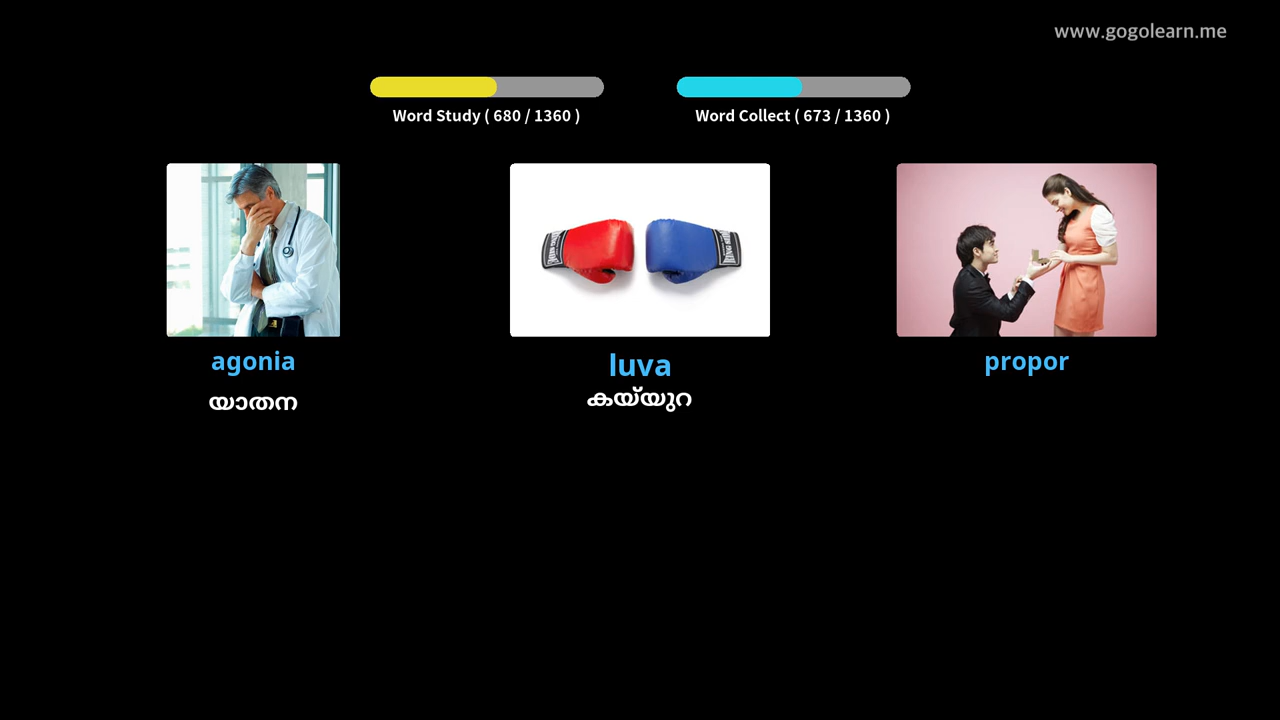 www.gogolearn.me
Word Study ( 680 / 1360 )
Word Collect ( 673 / 1360 )
agonia
luva
propor
യാതന
കയ്യുറ